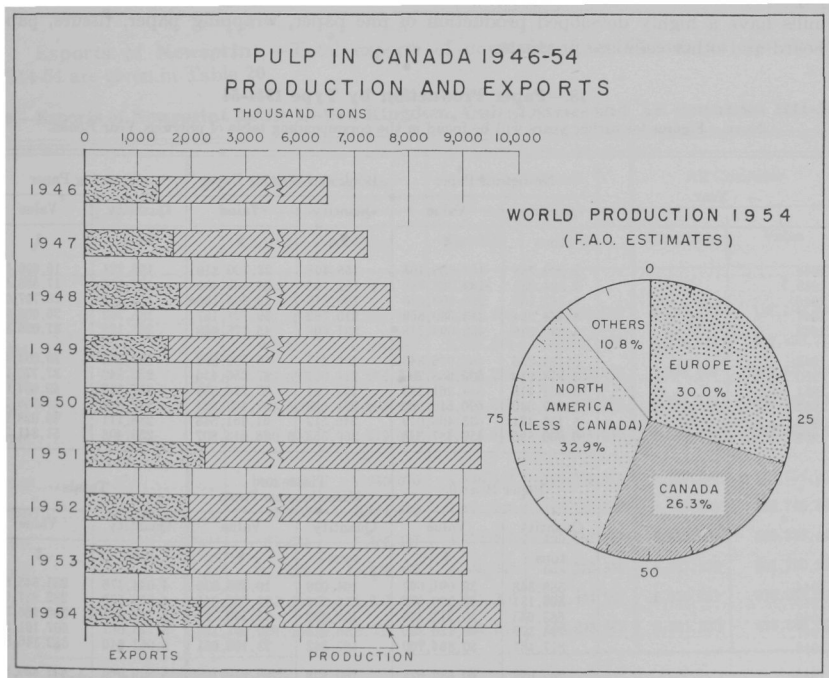 PULP IN CANADA 1946-54
PRODUCTION AND EXPORTS
THOUSAND TONS
0 1,000 2,000 3,000 6,000 7,000 8,000 9,000 10,000
1946
1947
1948
1949
1950
1951
1952
1953
1954
EXPORTS
PRODUCTION
WORLD PRODUCTION 1954
(F.A.O. ESTIMATES)
0
OTHERS
10.8%
EUROPE
30.0%
NORTH
AMERICA
(LESS CANADA)
32.9%
75
25
CANADA
26.3%
50